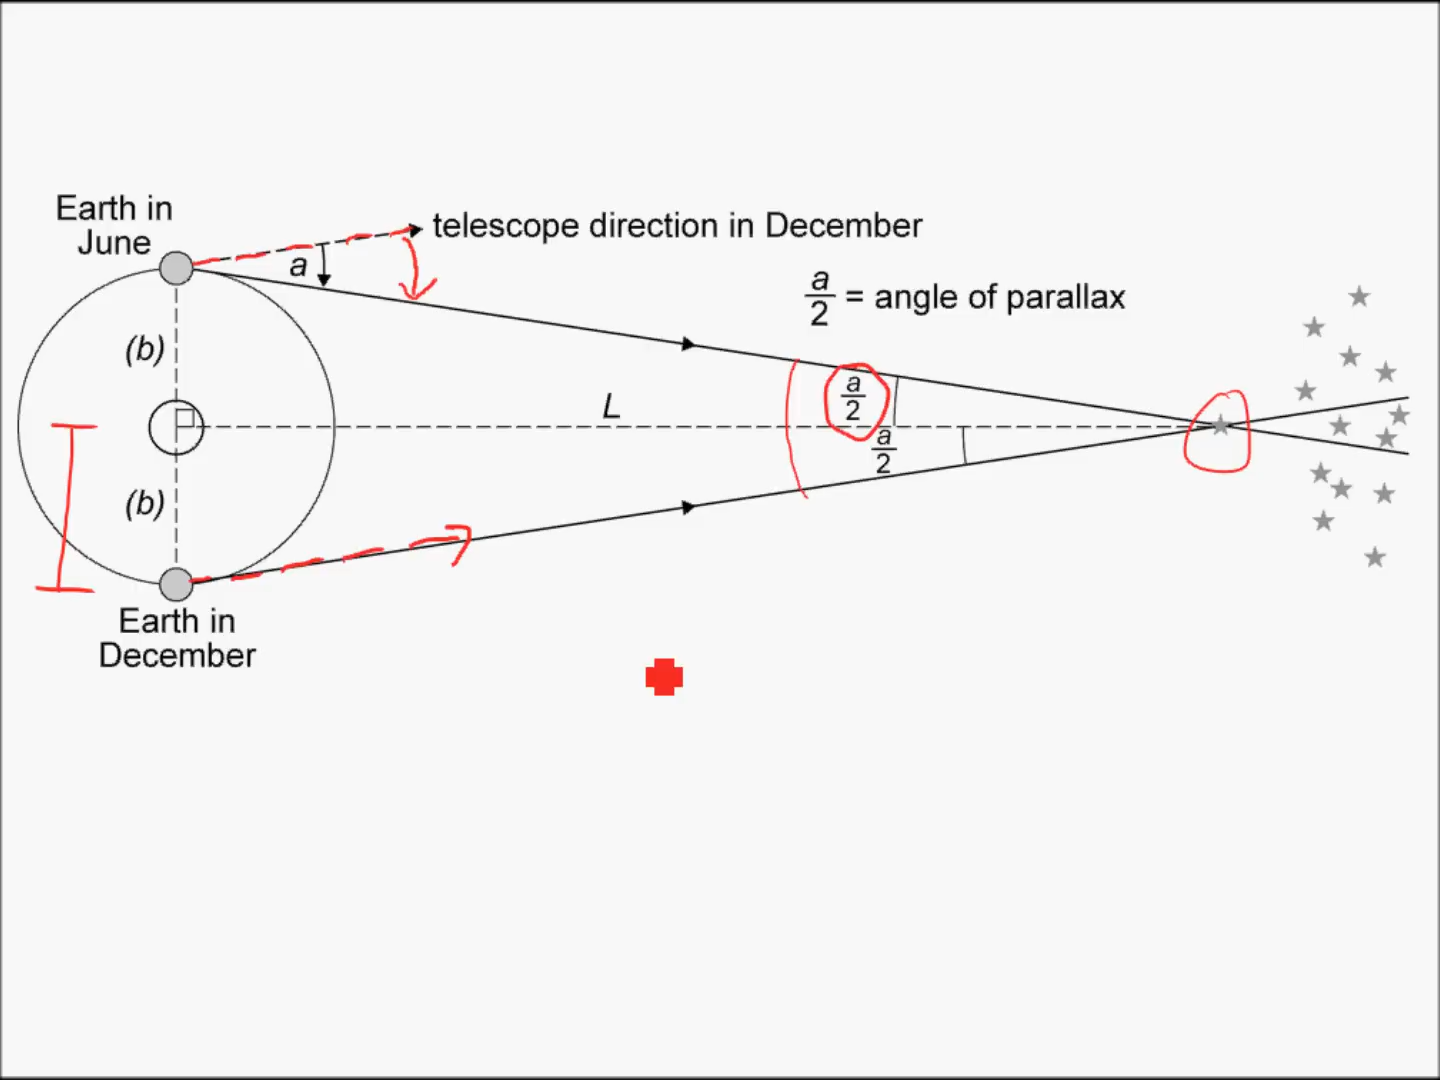 Earth in
June
telescope direction in December
a
a/2 = angle of parallax
(b)
a/2
L
a/2
(b)
Earth in
December